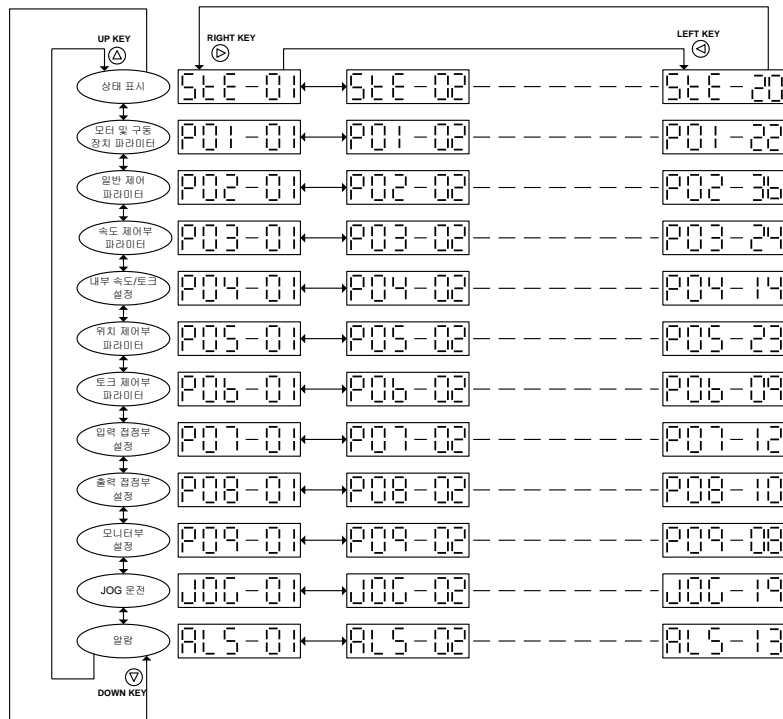 UP KEY
RIGHT KEY
LEFT KEY
상태 표시
StE-01
StE-02
StE-20
모터 및 구동
장치 파라미터
P01-01
P01-02
P01-22
일반 제어
파라미터
P02-01
P02-02
P02-36
속도 제어부
파라미터
P03-01
P03-02
P03-24
내부 속도/토크
설정
P04-01
P04-02
P04-14
위치 제어부
파라미터
P05-01
P05-02
P05-23
토크 제어부
파라미터
P06-01
P06-02
P06-09
입력 접점부
설정
P07-01
P07-02
P07-12
출력 접점부
설정
P08-01
P08-02
P08-10
모니터부
설정
P09-01
P09-02
P09-08
JOG 운전
JOG-01
JOG-02
JOG-19
알람
ALS-01
ALS-02
ALS-13
DOWN KEY